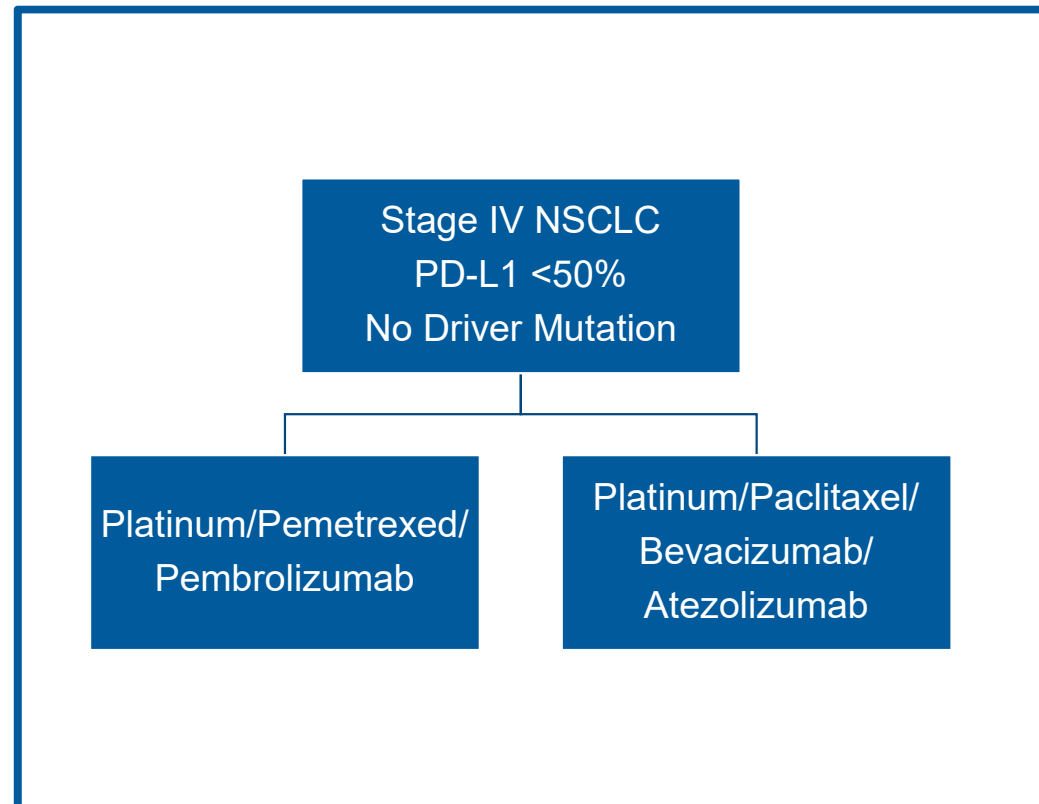 Stage IV NSCLC
PD-L1 <50%
No Driver Mutation
Platinum/Pemetrexed/
Pembrolizumab
Platinum/Paclitaxel/
Bevacizumab/
Atezolizumab